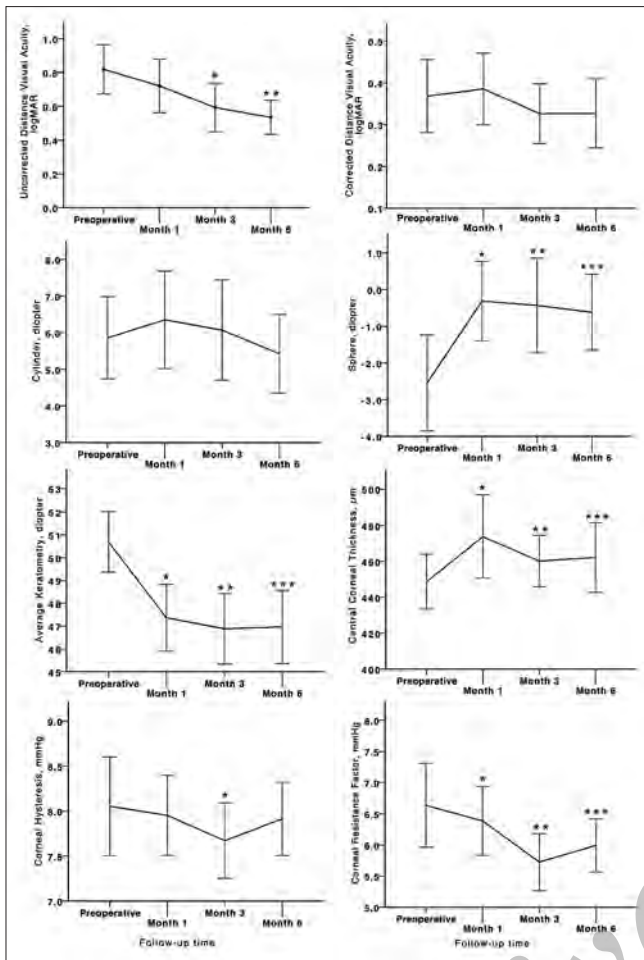 Uncorrected Distance Visual Acuity,
logMAR
1.0
0.8
0.6
0.4
0.2
0.0
*
**
Preoperative
Month 1
Month 3
Month 6
Corrected Distance Visual Acuity,
logMAR
0.5
0.4
0.3
0.2
0.1
Preoperative
Month 1
Month 3
Month 6
Cylinder, diopter
8.0
7.0
6.0
5.0
4.0
3.0
Preoperative
Month 1
Month 3
Month 6
Sphere, diopter
1.0
0.0
-1.0
-2.0
-3.0
-4.0
*
**
***
Preoperative
Month 1
Month 3
Month 6
Average Keratometry, diopter
53
52
51
50
49
48
47
46
45
*
**
***
Preoperative
Month 1
Month 3
Month 6
Central Corneal Thickness, µm
500
480
460
440
420
400
*
**
***
Preoperative
Month 1
Month 3
Month 6
Corneal Hysteresis, mmHg
9.0
8.5
8.0
7.5
7.0
*
Preoperative
Month 1
Month 3
Month 6
Follow-up time
Corneal Resistance Factor, mmHg
8.0
7.5
7.0
6.5
6.0
5.5
5.0
*
**
***
Preoperative
Month 1
Month 3
Month 6
Follow-up time